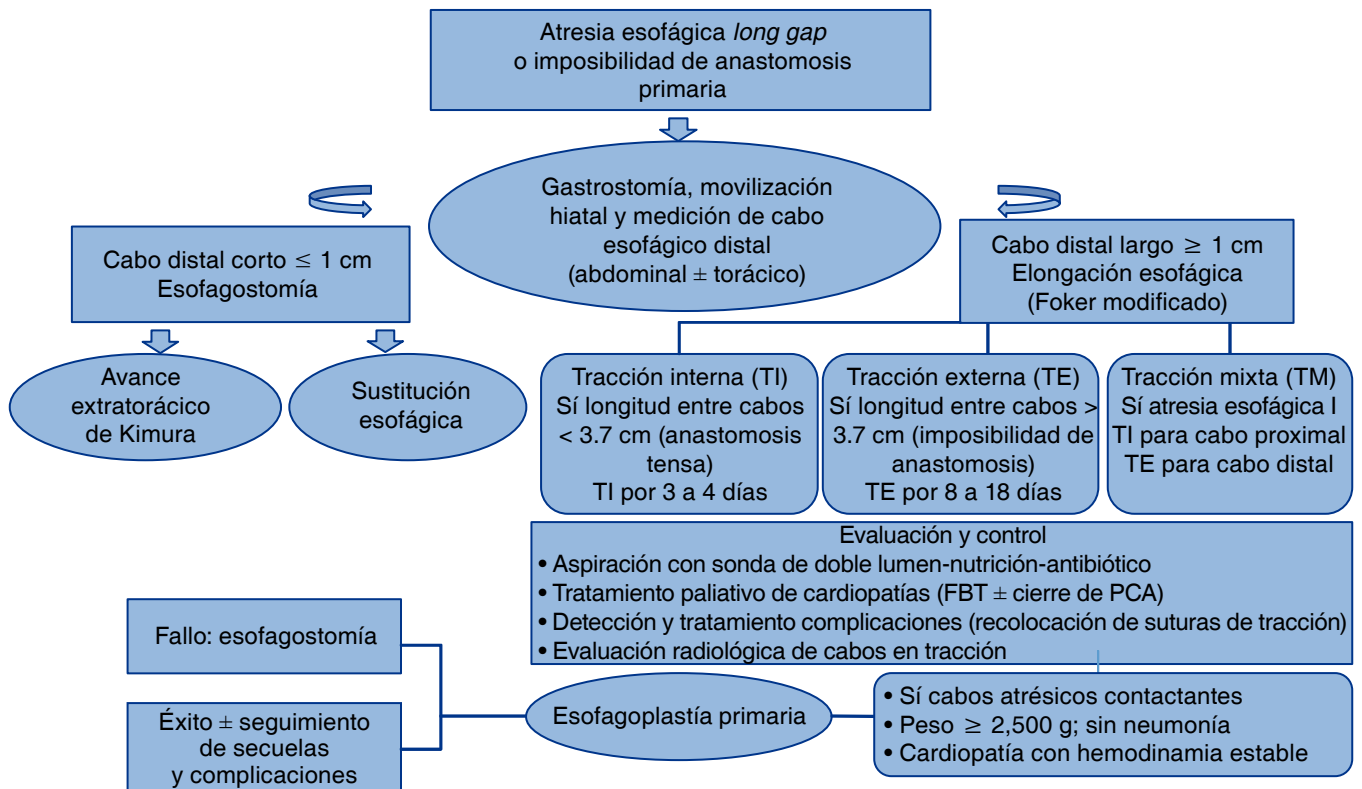 Atresia esofágica long gap
o imposibilidad de anastomosis
primaria
Gastrostomía, movilización
hiatal y medición de cabo
esofágico distal
(abdominal ± torácico)
Cabo distal corto ≤ 1 cm
Esofagostomía
Cabo distal largo ≥ 1 cm
Elongación esofágica
(Foker modificado)
Avance
extratorácico
de Kimura
Sustitución
esofágica
Tracción interna (TI)
Sí longitud entre cabos
< 3.7 cm (anastomosis
tensa)
TI por 3 a 4 días
Tracción externa (TE)
Sí longitud entre cabos >
3.7 cm (imposibilidad de
anastomosis)
TE por 8 a 18 días
Tracción mixta (TM)
Sí atresia esofágica I
TI para cabo proximal
TE para cabo distal
Evaluación y control
• Aspiración con sonda de doble lumen-nutrición-antibiótico
• Tratamiento paliativo de cardiopatías (FBT ± cierre de PCA)
• Detección y tratamiento complicaciones (recolocación de suturas de tracción)
• Evaluación radiológica de cabos en tracción
• Sí cabos atrésicos contactantes
• Peso ≥ 2,500 g; sin neumonía
• Cardiopatía con hemodinamia estable
Esofagoplastía primaria
Fallo: esofagostomía
Éxito ± seguimiento
de secuelas
y complicaciones